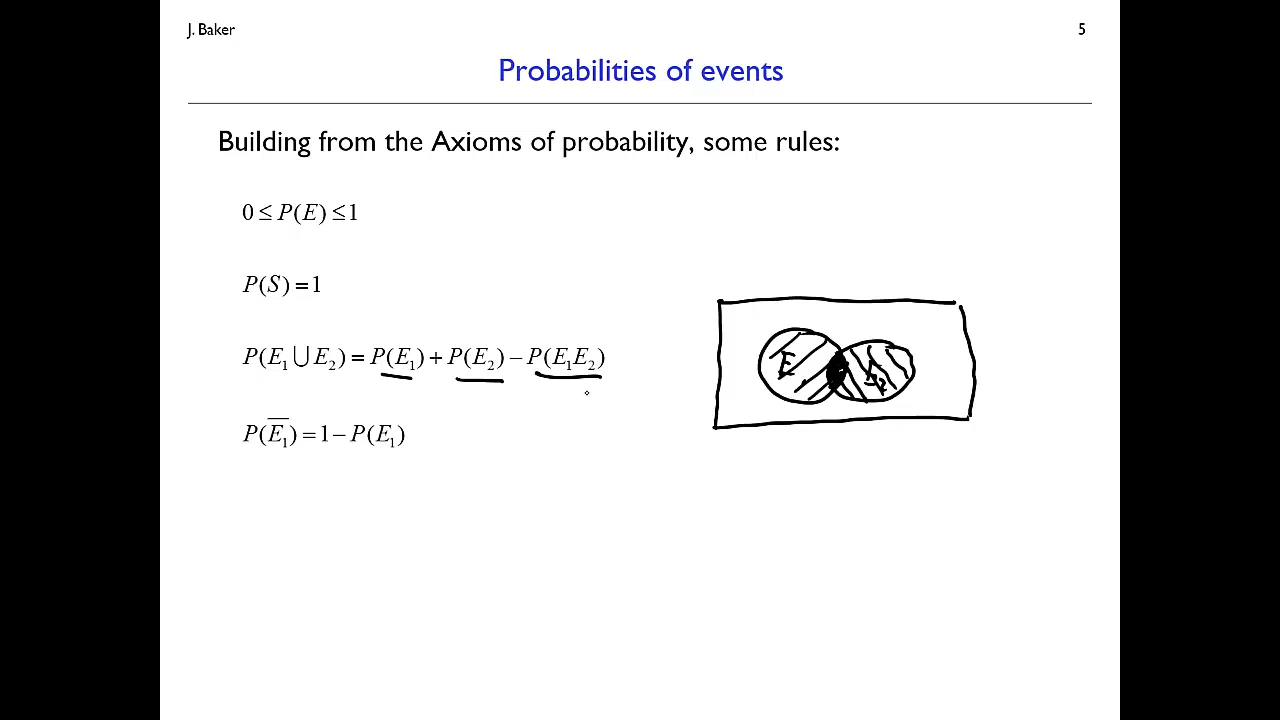 J. Baker
5
Probabilities of events
Building from the Axioms of probability, some rules:
0 ≤ P(E) ≤ 1
P(S) = 1
P(E₁ ⋃ E₂) = P(E₁) + P(E₂) − P(E₁E₂)
E
P(E̅₁̅) = 1 − P(E₁)